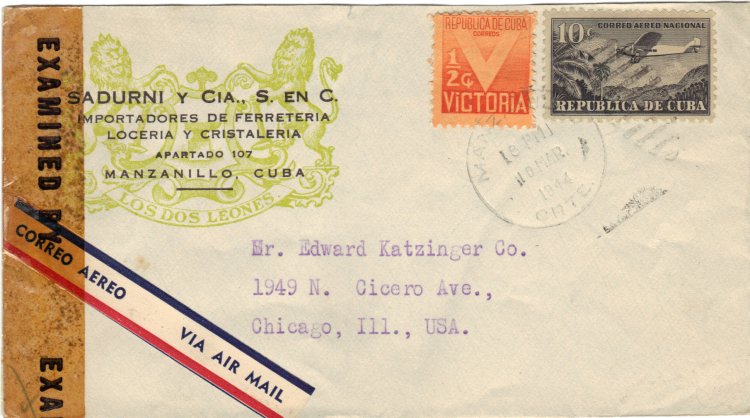 EXAMINED BY
EXA
SADURNI Y CIA., S. EN C.
IMPORTADORES DE FERRETERIA
LOCERIA Y CRISTALERIA
APARTADO 107
MANZANILLO, CUBA
LOS DOS LEONES
REPUBLICA DE CUBA
CORREOS
1/2 ¢
VICTORIA
10¢
CORREO AEREO NACIONAL
REPUBLICA DE CUBA
MAR
1944
ORTE
CORREO AEREO
VIA AIR MAIL
Mr. Edward Katzinger Co.
1949 N. Cicero Ave.,
Chicago, Ill., USA.